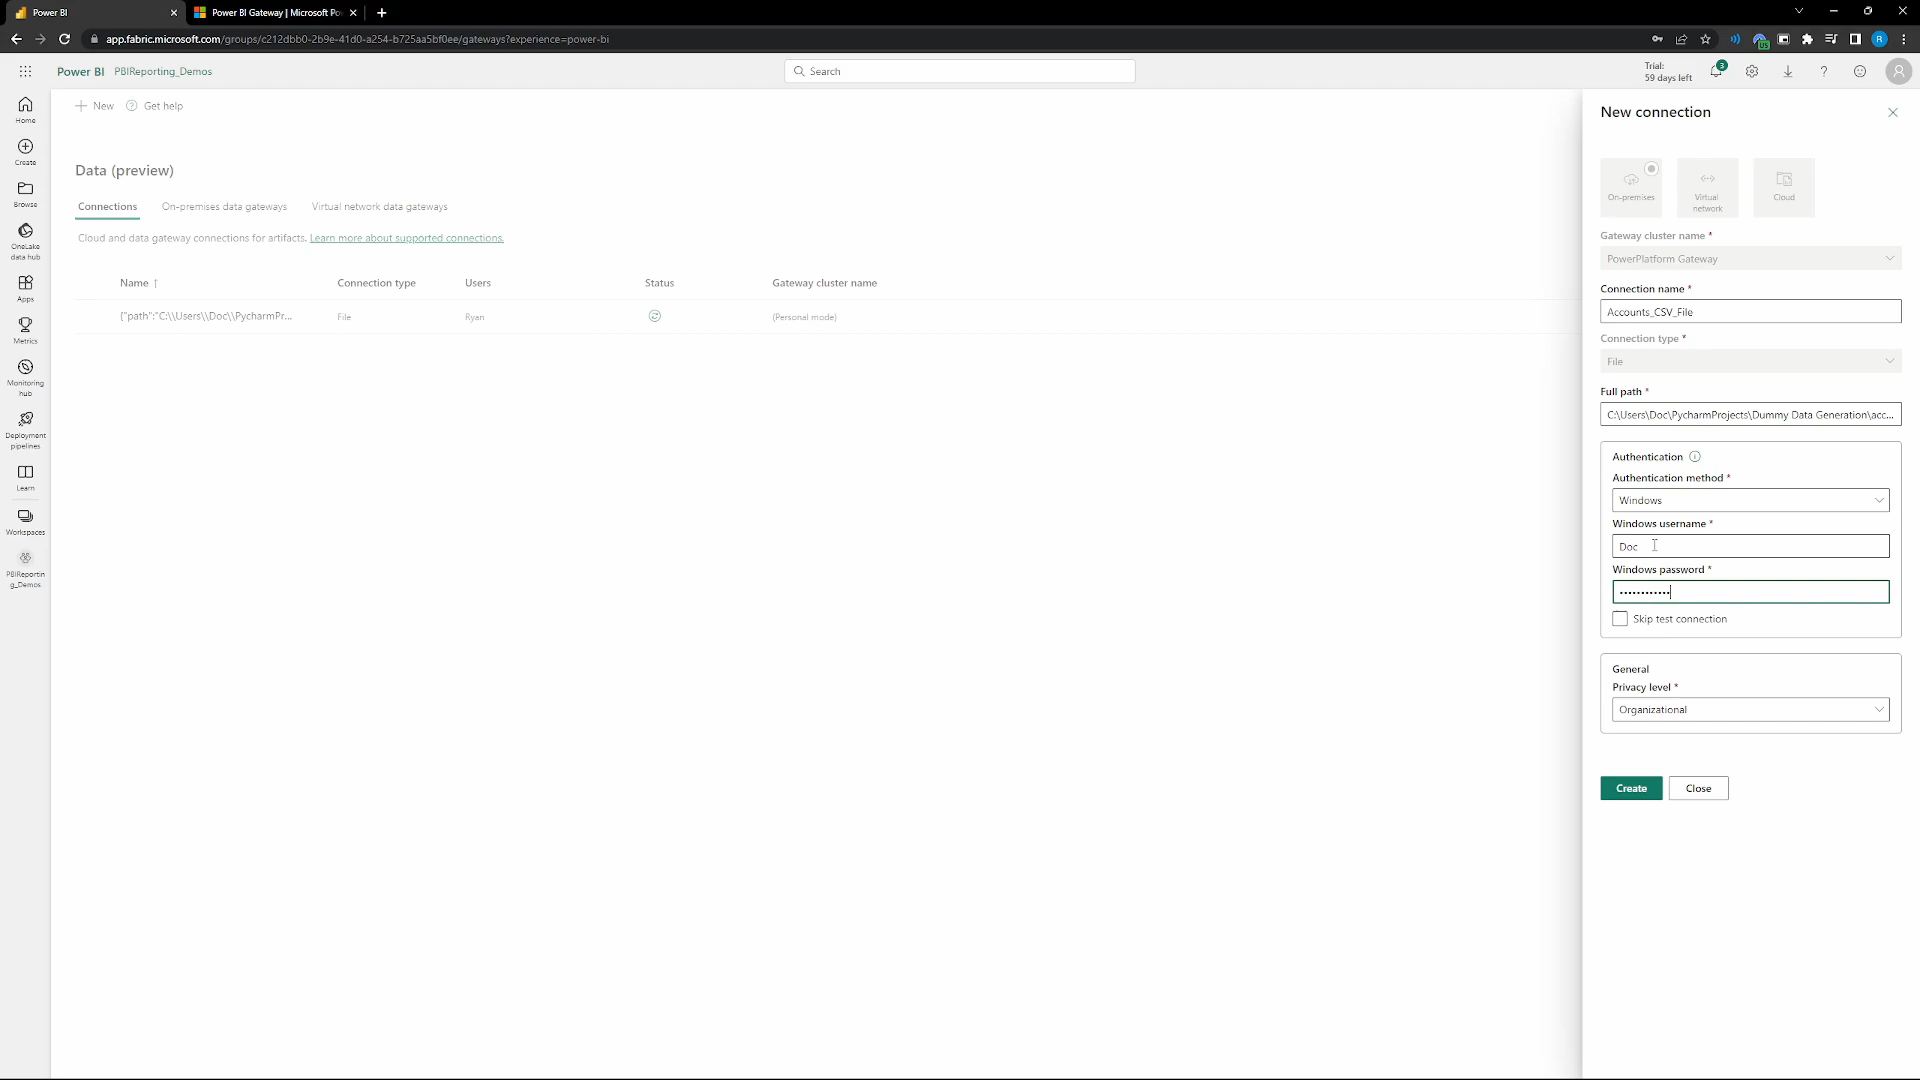 Power BI
Power BI Gateway | Microsoft Po
app.fabric.microsoft.com/groups/c212dbb0-2b9e-41d0-a254-b725aa5bf0ee/gateways?experience=power-bi
US
R
Power BI PBIReporting_Demos
Search
Trial:
59 days left
3
Home
Create
Browse
OneLake
data hub
Apps
Metrics
Monitoring
hub
Deployment
pipelines
Learn
Workspaces
PBIReportin
g_Demos
New Get help
Data (preview)
Connections On-premises data gateways Virtual network data gateways
Cloud and data gateway connections for artifacts. Learn more about supported connections.
Name ↑ Connection type Users Status Gateway cluster name
{"path":"C:\\Users\\Doc\\PycharmPr... File Ryan (Personal mode)
New connection
On-premises
Virtual
network
Cloud
Gateway cluster name *
PowerPlatform Gateway
Connection name *
Accounts_CSV_File
Connection type *
File
Full path *
C:\Users\Doc\PycharmProjects\Dummy Data Generation\acc...
Authentication
Authentication method *
Windows
Windows username *
Doc
Windows password *
••••••••••••
Skip test connection
General
Privacy level *
Organizational
Create Close